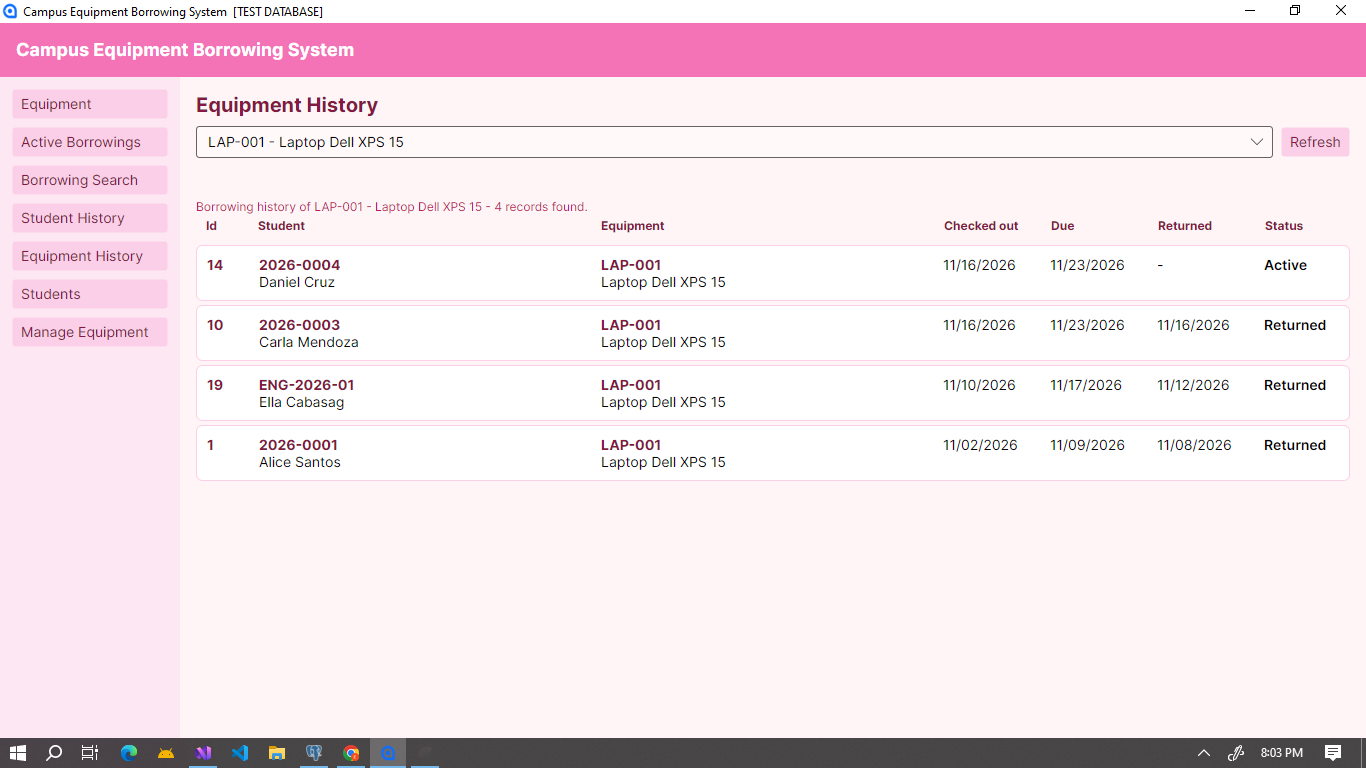 Campus Equipment Borrowing System [TEST DATABASE]
Campus Equipment Borrowing System
Equipment
Active Borrowings
Borrowing Search
Student History
Equipment History
Students
Manage Equipment
Equipment History
LAP-001 - Laptop Dell XPS 15
Refresh
Borrowing history of LAP-001 - Laptop Dell XPS 15 - 4 records found.
Id Student Equipment Checked out Due Returned Status
14 2026-0004 LAP-001 11/16/2026 11/23/2026 - Active
Daniel Cruz Laptop Dell XPS 15
10 2026-0003 LAP-001 11/16/2026 11/23/2026 11/16/2026 Returned
Carla Mendoza Laptop Dell XPS 15
19 ENG-2026-01 LAP-001 11/10/2026 11/17/2026 11/12/2026 Returned
Ella Cabasag Laptop Dell XPS 15
1 2026-0001 LAP-001 11/02/2026 11/09/2026 11/08/2026 Returned
Alice Santos Laptop Dell XPS 15
8:03 PM